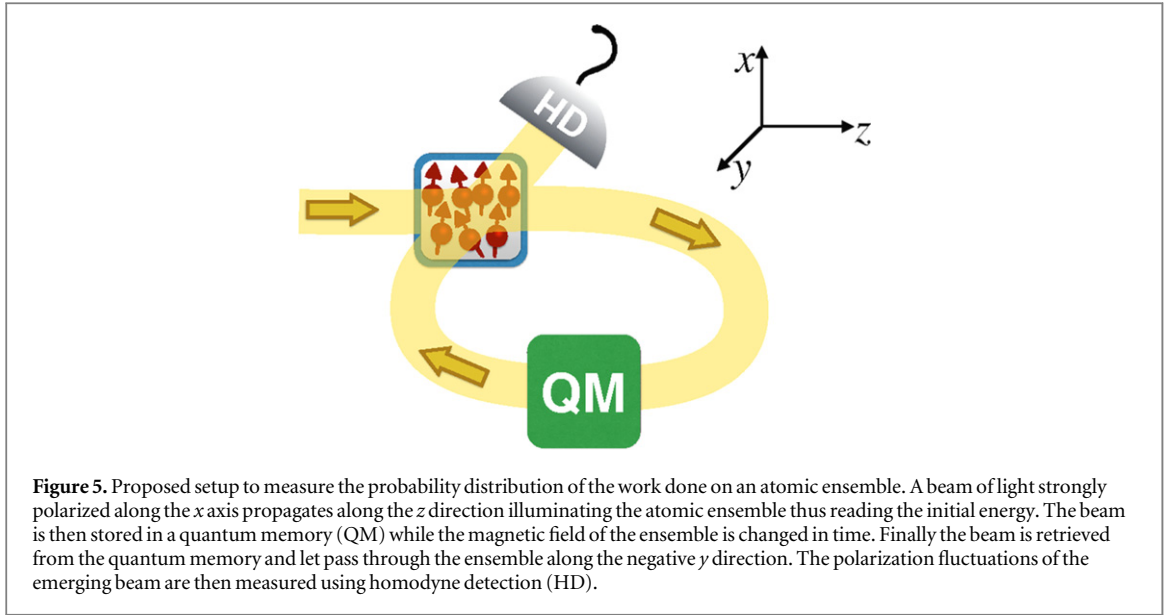 HD
x
z
y
QM
Figure 5. Proposed setup to measure the probability distribution of the work done on an atomic ensemble. A beam of light strongly
polarized along the x axis propagates along the z direction illuminating the atomic ensemble thus reading the initial energy. The beam
is then stored in a quantum memory (QM) while the magnetic field of the ensemble is changed in time. Finally the beam is retrieved
from the quantum memory and let pass through the ensemble along the negative y direction. The polarization fluctuations of the
emerging beam are then measured using homodyne detection (HD).